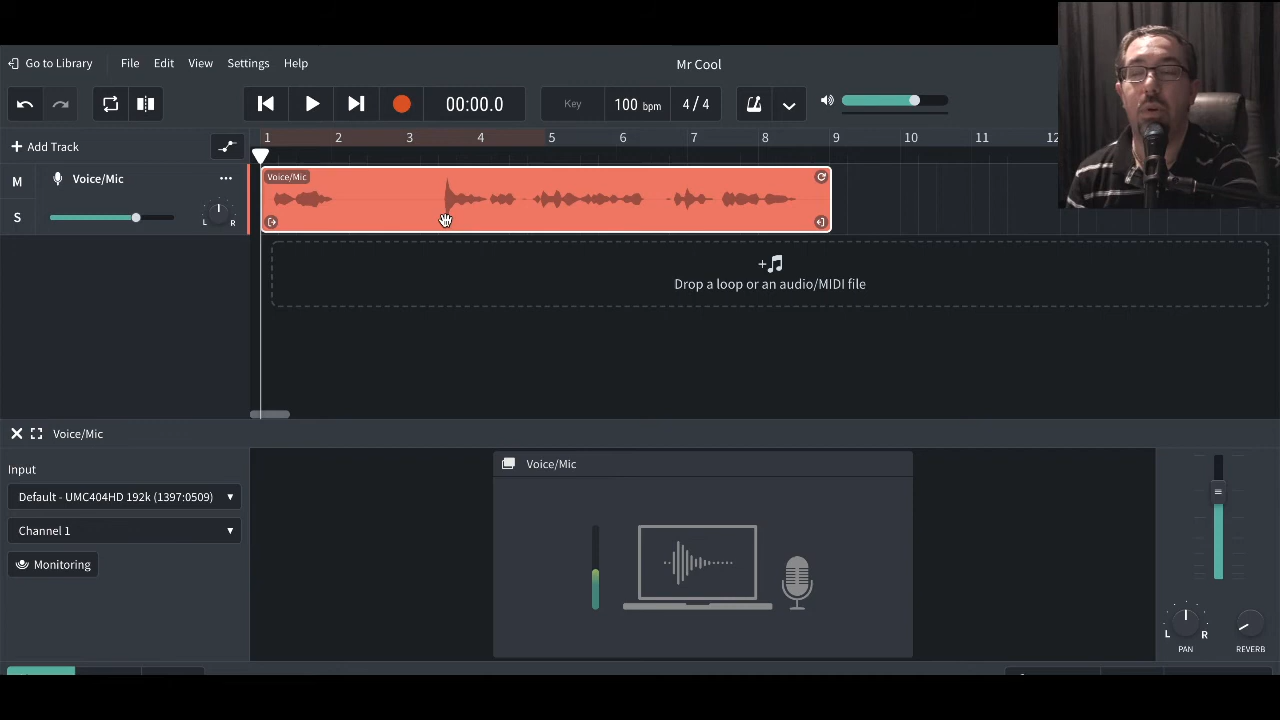 Go to Library File Edit View Settings Help Mr Cool
00:00.0 Key 100 bpm 4 / 4
1 2 3 4 5 6 7 8 9 10 11 12
+ Add Track
M Voice/Mic ...
S L R
Voice/Mic
+
Drop a loop or an audio/MIDI file
Voice/Mic
Input
Default - UMC404HD 192k (1397:0509)
Channel 1
Monitoring
Voice/Mic
L R
PAN REVERB